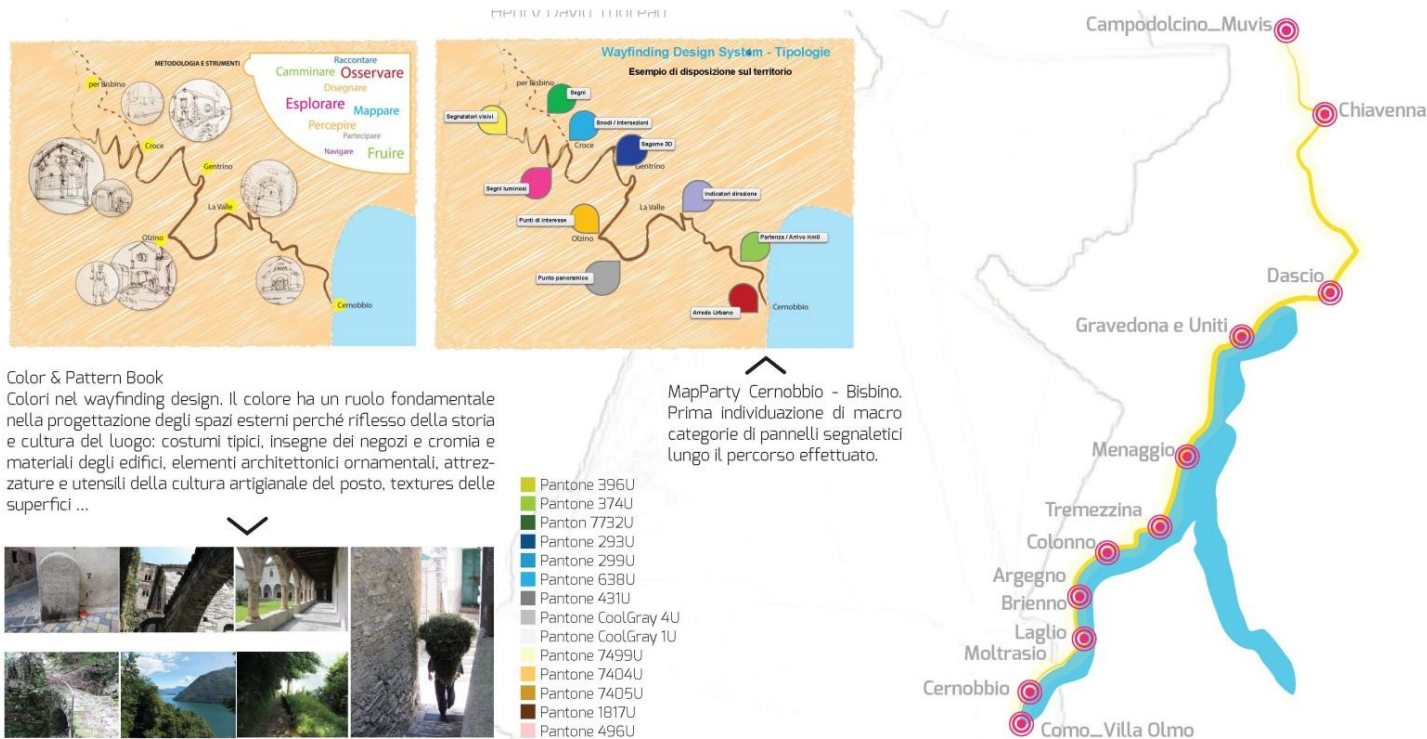 Henry David Thoreau
METODOLOGIA E STRUMENTI
Raccontare
Camminare Osservare
Disegnare
Esplorare
Mappare
Percepire
Partecipare
Navigare
Fruire
per Bisbino
Croce
Gentrino
La Valle
Olzino
Cernobbio
Wayfinding Design System - Tipologie
Esempio di disposizione sul territorio
per Bisbino
Segni
Segnalatori visivi
Snodi / Intersezioni
Croce
Sagome 3D
Gentrino
Segni luminosi
Indicatori direzione
La Valle
Punti di interesse
Olzino
Partenza / Arrivo Km0
Punto panoramico
Arredo Urbano
Cernobbio
Color & Pattern Book
Colori nel wayfinding design. Il colore ha un ruolo fondamentale
nella progettazione degli spazi esterni perché riflesso della storia
e cultura del luogo: costumi tipici, insegne dei negozi e cromia e
materiali degli edifici, elementi architettonici ornamentali, attrez-
zature e utensili della cultura artigianale del posto, textures delle
superfici ...
MapParty Cernobbio - Bisbino.
Prima individuazione di macro
categorie di pannelli segnaletici
lungo il percorso effettuato.
Pantone 396U
Pantone 374U
Panton 7732U
Pantone 293U
Pantone 299U
Pantone 638U
Pantone 431U
Pantone CoolGray 4U
Pantone CoolGray 1U
Pantone 7499U
Pantone 7404U
Pantone 7405U
Pantone 1817U
Pantone 496U
Campodolcino_Muvis
Chiavenna
Dascio
Gravedona e Uniti
Menaggio
Tremezzina
Colonno
Argegno
Brienno
Laglio
Moltrasio
Cernobbio
Como_Villa Olmo